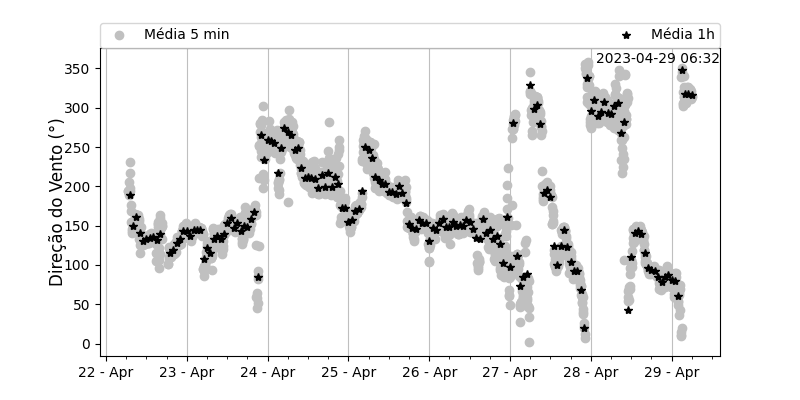 Média 5 min
Média 1h
2023-04-29 06:32
Direção do Vento (°)
350
300
250
200
150
100
50
0
22 - Apr
23 - Apr
24 - Apr
25 - Apr
26 - Apr
27 - Apr
28 - Apr
29 - Apr